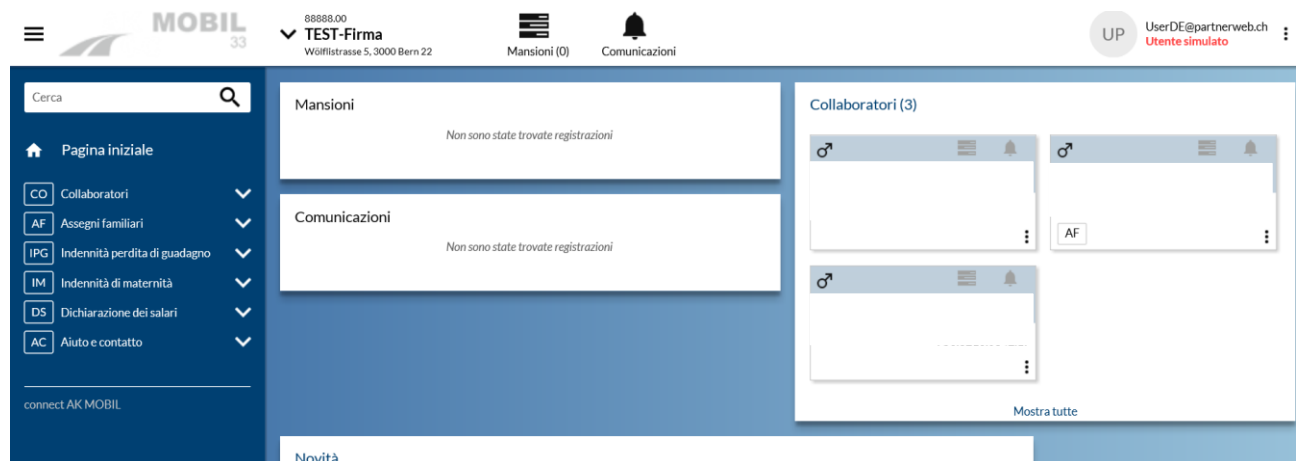 MOBIL
33
88888.00
TEST-Firma
Wölflistrasse 5, 3000 Bern 22
Mansioni (0)
Comunicazioni
UP
UserDE@partnerweb.ch
Utente simulato
Cerca
Pagina iniziale
CO Collaboratori
AF Assegni familiari
IPG Indennità perdita di guadagno
IM Indennità di maternità
DS Dichiarazione dei salari
AC Aiuto e contatto
connect AK MOBIL
Mansioni
Non sono state trovate registrazioni
Comunicazioni
Non sono state trovate registrazioni
Collaboratori (3)
AF
Mostra tutte
Novità